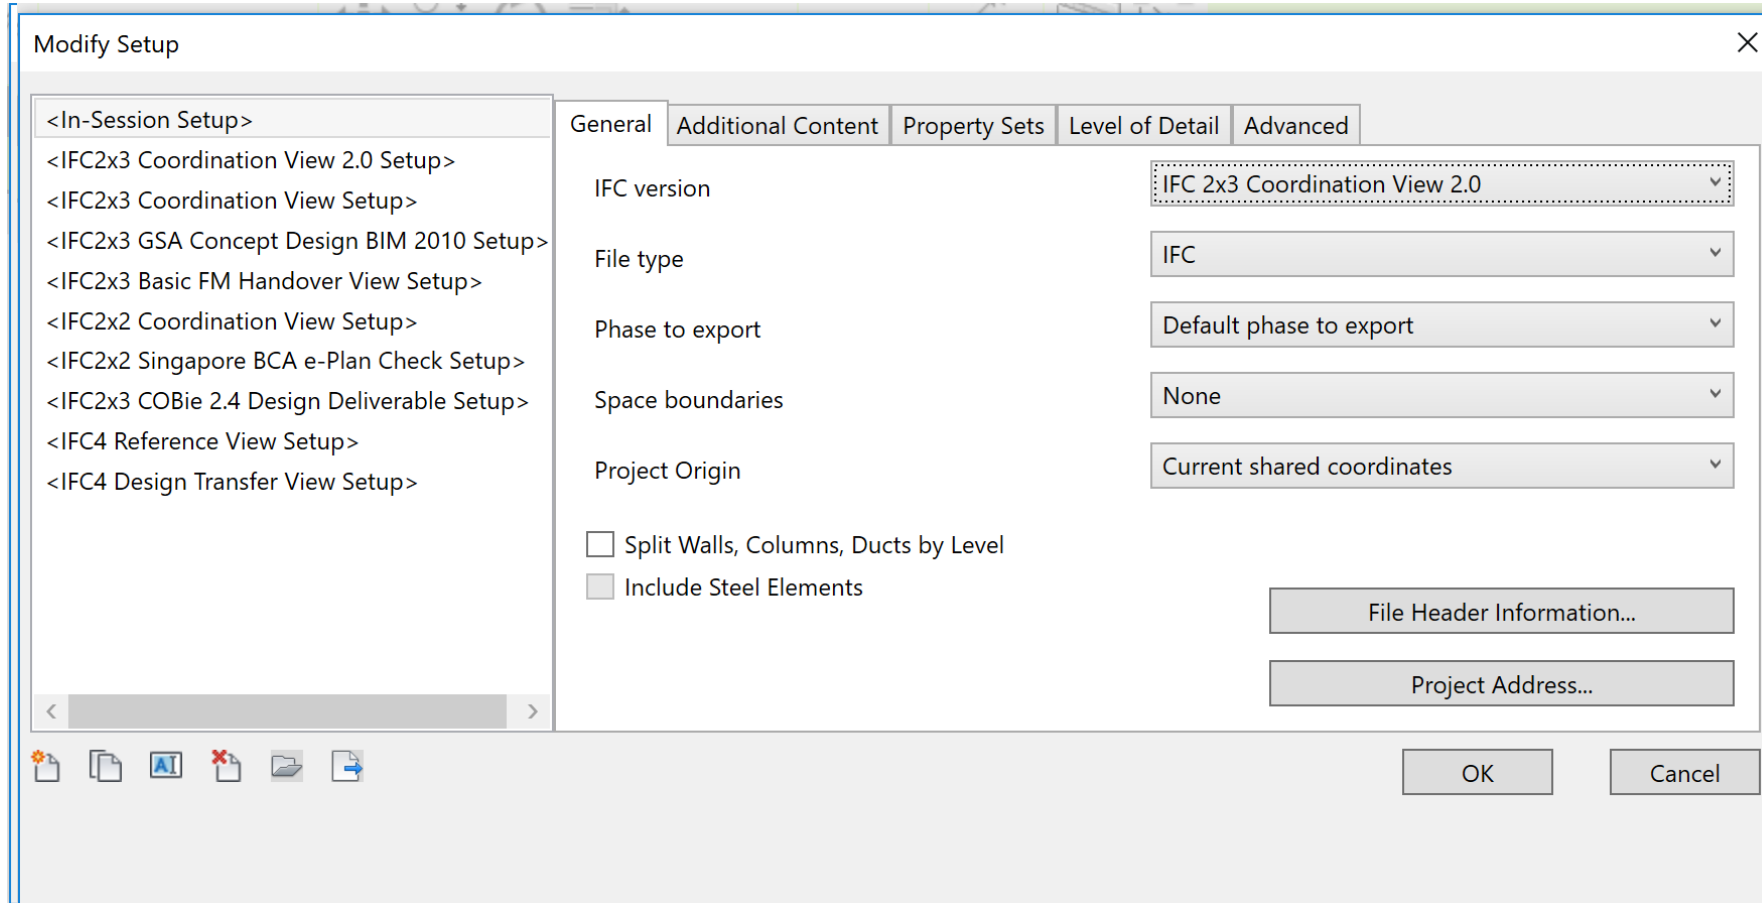 Modify Setup
<In-Session Setup>
<IFC2x3 Coordination View 2.0 Setup>
<IFC2x3 Coordination View Setup>
<IFC2x3 GSA Concept Design BIM 2010 Setup>
<IFC2x3 Basic FM Handover View Setup>
<IFC2x2 Coordination View Setup>
<IFC2x2 Singapore BCA e-Plan Check Setup>
<IFC2x3 COBie 2.4 Design Deliverable Setup>
<IFC4 Reference View Setup>
<IFC4 Design Transfer View Setup>
General Additional Content Property Sets Level of Detail Advanced
IFC version IFC 2x3 Coordination View 2.0
File type IFC
Phase to export Default phase to export
Space boundaries None
Project Origin Current shared coordinates
Split Walls, Columns, Ducts by Level
Include Steel Elements
File Header Information...
Project Address...
AI
OK Cancel